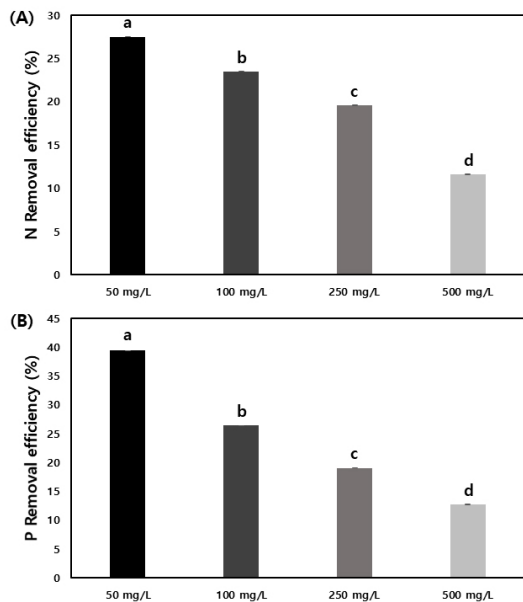 (A)
N Removal efficiency (%)
30
25
20
15
10
5
0
a
b
c
d
50 mg/L 100 mg/L 250 mg/L 500 mg/L
(B)
P Removal efficiency (%)
45
40
35
30
25
20
15
10
5
0
a
b
c
d
50 mg/L 100 mg/L 250 mg/L 500 mg/L